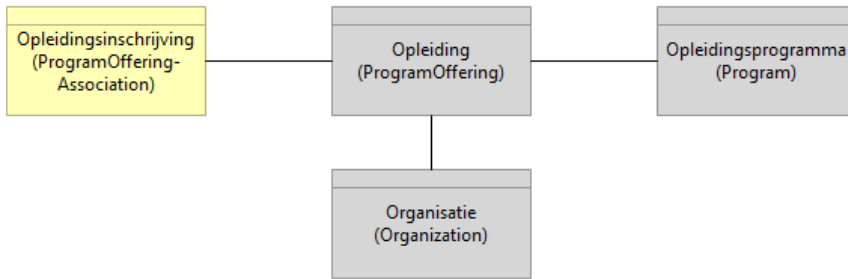 Opleidingsinschrijving
(ProgramOffering-
Association)
Opleiding
(ProgramOffering)
Opleidingsprogramma
(Program)
Organisatie
(Organization)